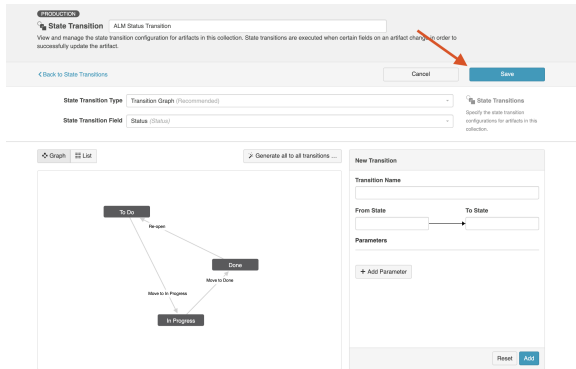 PRODUCTION
State Transition ALM Status Transition
View and manage the state transition configuration for artifacts in this collection. State transitions are executed when certain fields on an artifact change in order to
successfully update the artifact.
Back to State Transitions
Cancel
Save
State Transition Type Transition Graph (Recommended)
State Transition Field Status (Status)
State Transitions
Specify the state transition
configurations for artifacts in this
collection.
Graph
List
Generate all to all transitions ...
To Do
Re-open
Done
Move to Done
Move to In Progress
In Progress
New Transition
Transition Name
From State
To State
Parameters
+ Add Parameter
Reset
Add